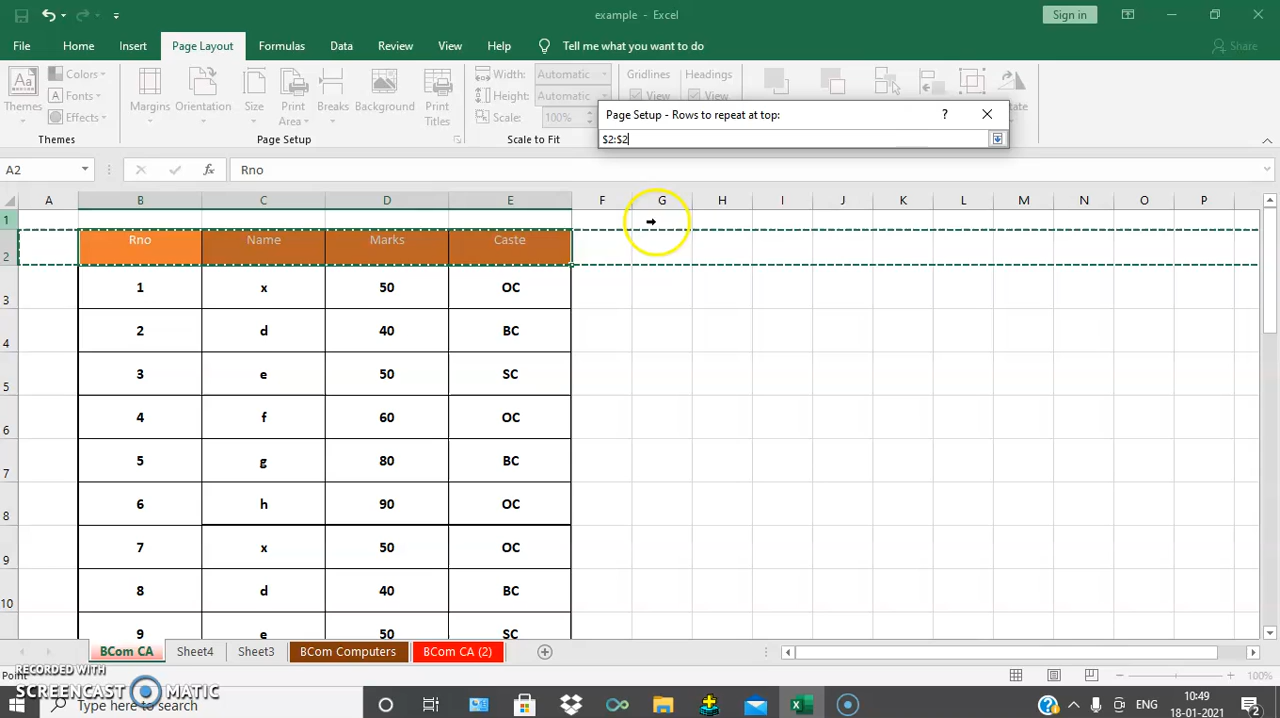 example - Excel
Sign in
File Home Insert Page Layout Formulas Data Review View Help Tell me what you want to do Share
Themes
Colors
Fonts
Effects
Themes
Margins
Orientation
Size
Print Area
Breaks
Background
Print Titles
Page Setup
Width: Automatic
Height: Automatic
Scale: 100%
Scale to Fit
Gridlines
View
Headings
View
Page Setup - Rows to repeat at top:
?
$2:$2
A2
fx
Rno
A B C D E F G H I J K L M N O P
1
2 Rno Name Marks Caste
3 1 x 50 OC
4 2 d 40 BC
5 3 e 50 SC
6 4 f 60 OC
7 5 g 80 BC
8 6 h 90 OC
9 7 x 50 OC
10 8 d 40 BC
9 e 50 SC
BCom CA Sheet4 Sheet3 BCom Computers BCom CA (2)
Point
100%
RECORDED WITH
SCREENCAST MATIC
Type here to search
ENG
10:49
18-01-2021
2